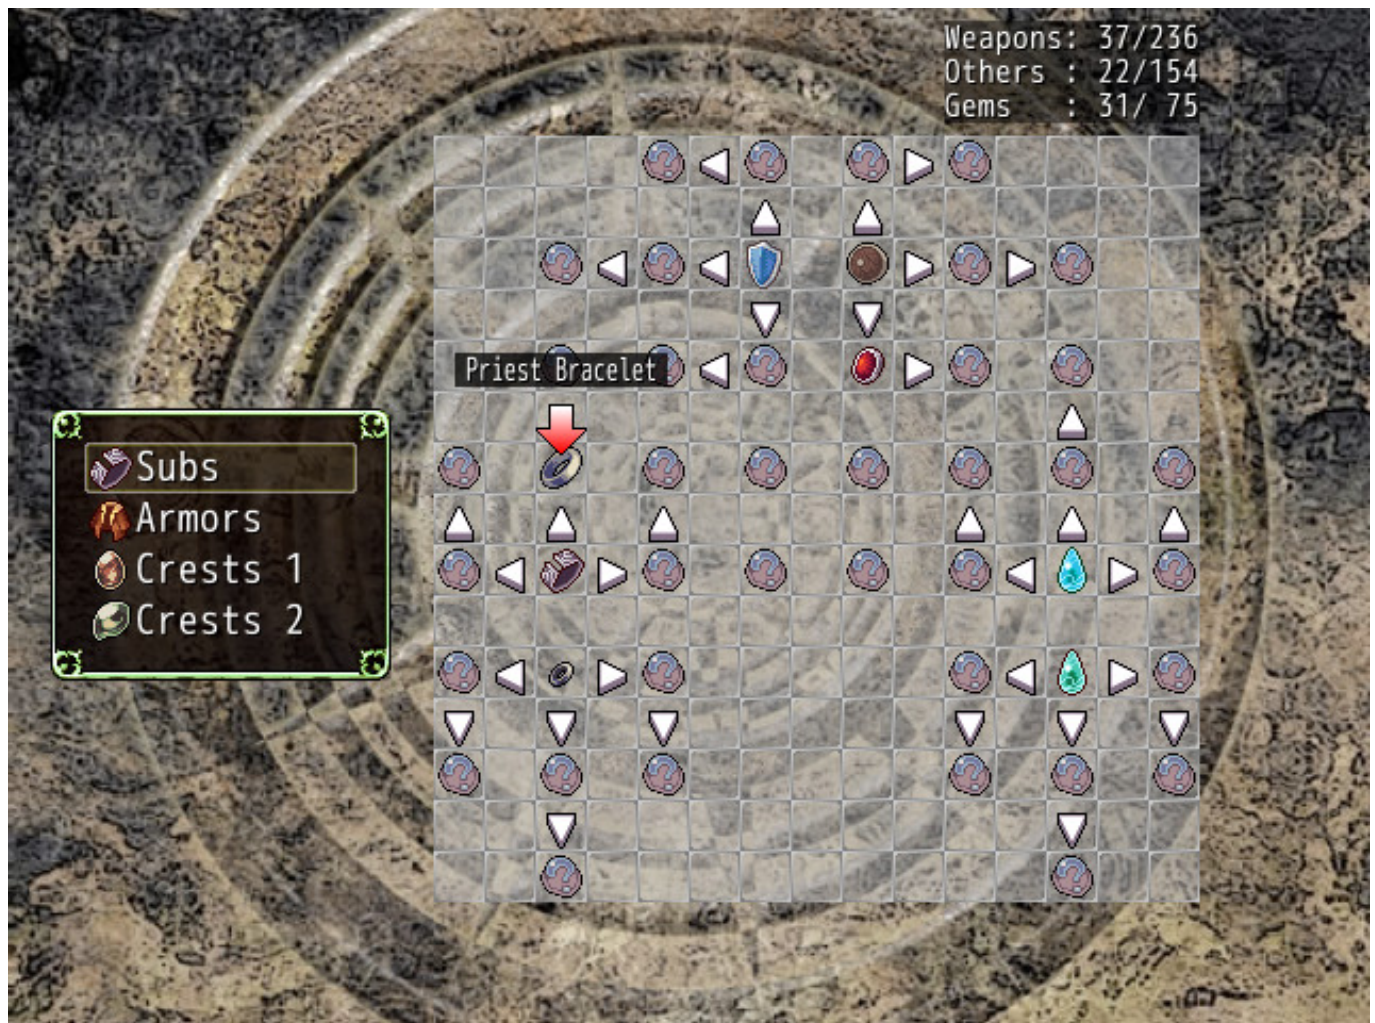 Weapons: 37/236
Others : 22/154
Gems : 31/ 75
Priest Bracelet
Subs
Armors
Crests 1
Crests 2